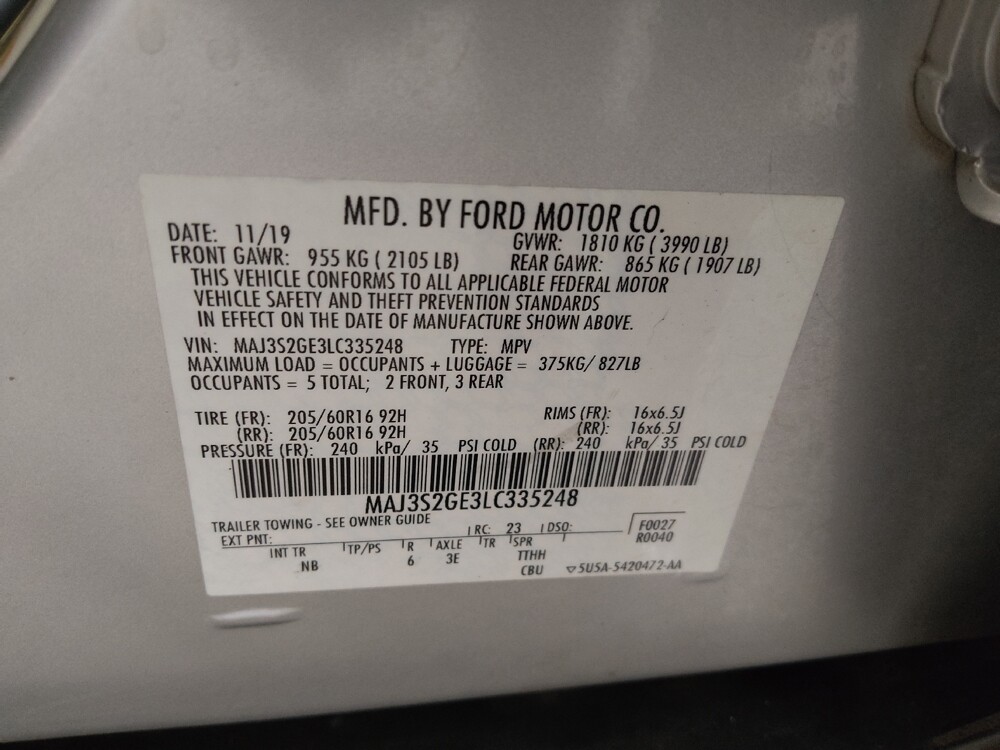 MFD. BY FORD MOTOR CO.
DATE: 11/19 GVWR: 1810 KG ( 3990 LB)
FRONT GAWR: 955 KG ( 2105 LB) REAR GAWR: 865 KG ( 1907 LB)
THIS VEHICLE CONFORMS TO ALL APPLICABLE FEDERAL MOTOR
VEHICLE SAFETY AND THEFT PREVENTION STANDARDS
IN EFFECT ON THE DATE OF MANUFACTURE SHOWN ABOVE.
VIN: MAJ3S2GE3LC335248 TYPE: MPV
MAXIMUM LOAD = OCCUPANTS + LUGGAGE = 375KG/ 827LB
OCCUPANTS = 5 TOTAL; 2 FRONT, 3 REAR
TIRE (FR): 205/60R16 92H RIMS (FR): 16x6.5J
(RR): 205/60R16 92H (RR): 16x6.5J
PRESSURE (FR): 240 kPa/ 35 PSI COLD (RR): 240 kPa/ 35 PSI COLD
MAJ3S2GE3LC335248
TRAILER TOWING - SEE OWNER GUIDE
EXT PNT: RC: 23 DSO: F0027
R0040
INT TR TP/PS R AXLE TR SPR
NB 6 3E TTHH
CBU ▽5U5A-5420472-AA